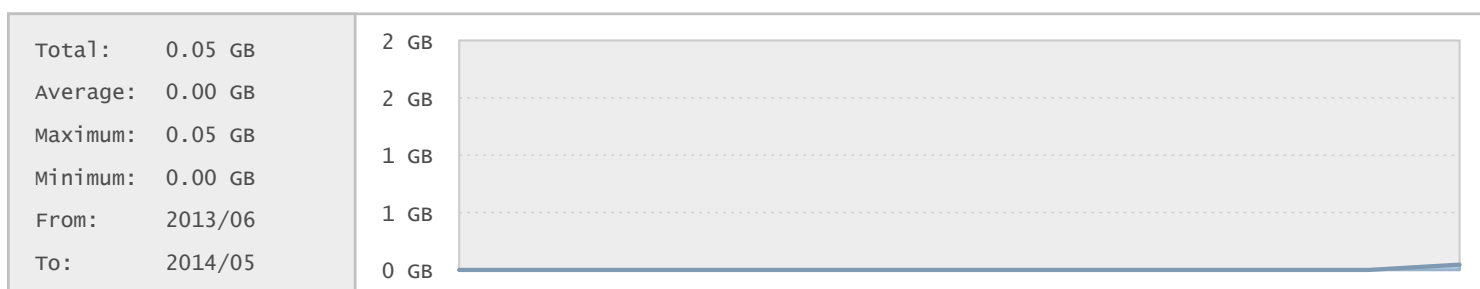 Total: 0.05 GB
Average: 0.00 GB
Maximum: 0.05 GB
Minimum: 0.00 GB
From: 2013/06
To: 2014/05
2 GB
2 GB
1 GB
1 GB
0 GB